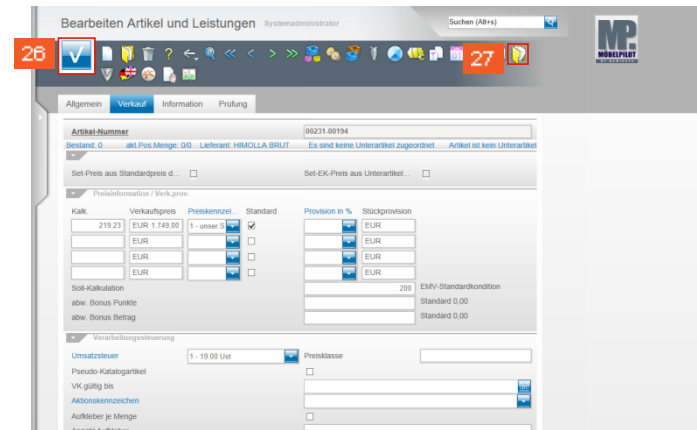 Bearbeiten Artikel und Leistungen Systemadministrator
Suchen (Alt+s)
MP
MÖBELPILOT
26
27
Allgemein Verkauf Information Prüfung
Artikel-Nummer 00231-00194
Bestand: 0 akt.Pos.Menge: 0/0 Lieferant: HIMOLLA BRUT Es sind keine Unterartikel zugeordnet Artikel ist kein Unterartikel
Set-Preis aus Standardpreis d... Set-EK-Preis aus Unterartikel...
Preisinformation / Verk.prov.
Kalk. Verkaufspreis Preiskennzei... Standard Provision in % Stückprovision
219,23 EUR 1.749,00 1 - unser S EUR
EUR EUR
EUR EUR
EUR EUR
Soll-Kalkulation 200 EMV-Standardkondition
abw. Bonus Punkte Standard 0,00
abw. Bonus Betrag Standard 0,00
Verarbeitungssteuerung
Umsatzsteuer 1 - 19.00 Ust Preisklasse
Pseudo-Katalogartikel
VK gültig bis
Aktionskennzeichen
Aufkleber je Menge
Anzahl Aufkleber